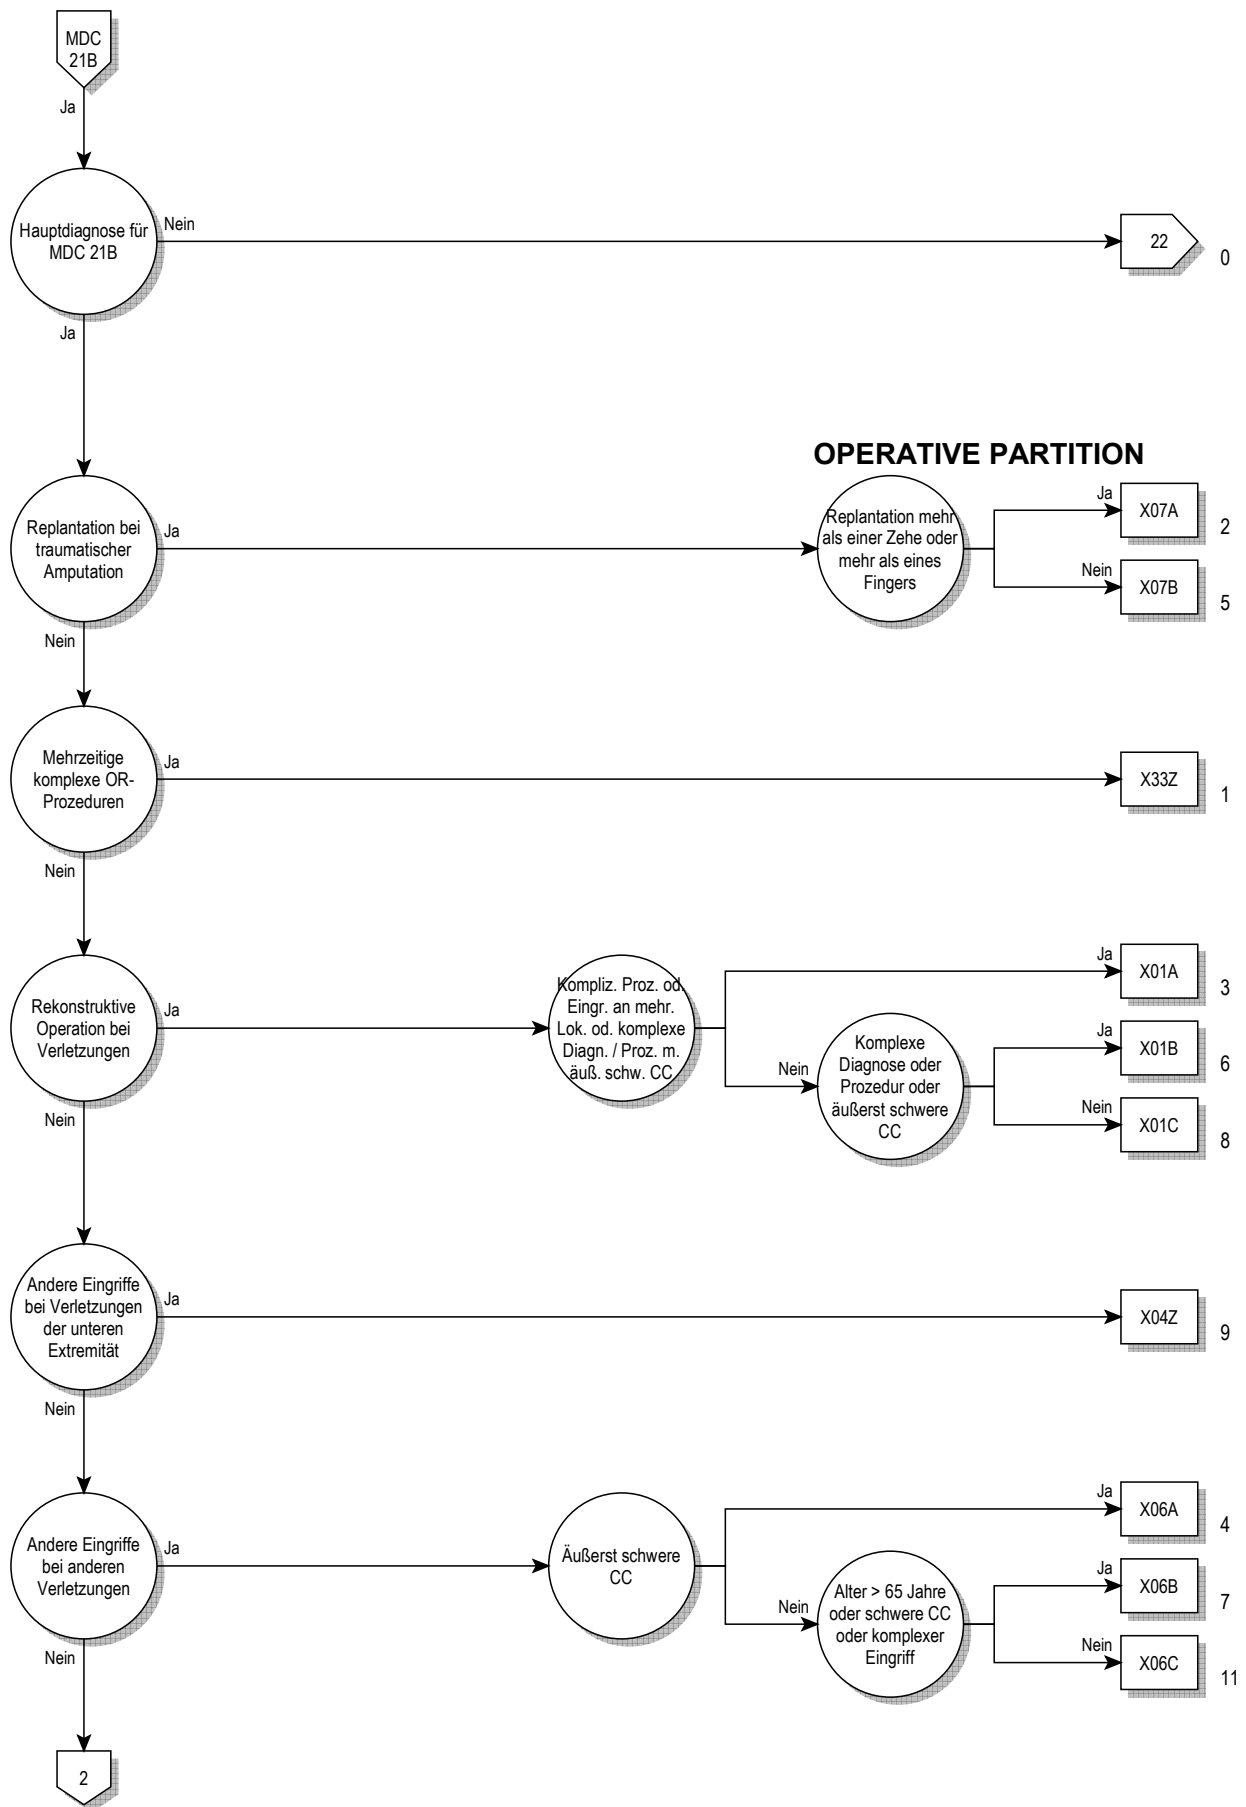 MDC
21B
Ja
Hauptdiagnose für
MDC 21B
Nein
22
0
Ja
OPERATIVE PARTITION
Replantation bei
traumatischer
Amputation
Ja
Replantation mehr
als einer Zehe oder
mehr als eines
Fingers
Ja
X07A
2
Nein
X07B
5
Nein
Mehrzeitige
komplexe OR-
Prozeduren
Ja
X33Z
1
Nein
Rekonstruktive
Operation bei
Verletzungen
Ja
Kompliz. Proz. od.
Eingr. an mehr.
Lok. od. komplexe
Diagn. / Proz. m.
äuß. schw. CC
Ja
X01A
3
Nein
Komplexe
Diagnose oder
Prozedur oder
äußerst schwere
CC
Ja
X01B
6
Nein
X01C
8
Nein
Andere Eingriffe
bei Verletzungen
der unteren
Extremität
Ja
X04Z
9
Nein
Andere Eingriffe
bei anderen
Verletzungen
Ja
Äußerst schwere
CC
Ja
X06A
4
Nein
Alter > 65 Jahre
oder schwere CC
oder komplexer
Eingriff
Ja
X06B
7
Nein
X06C
11
Nein
2